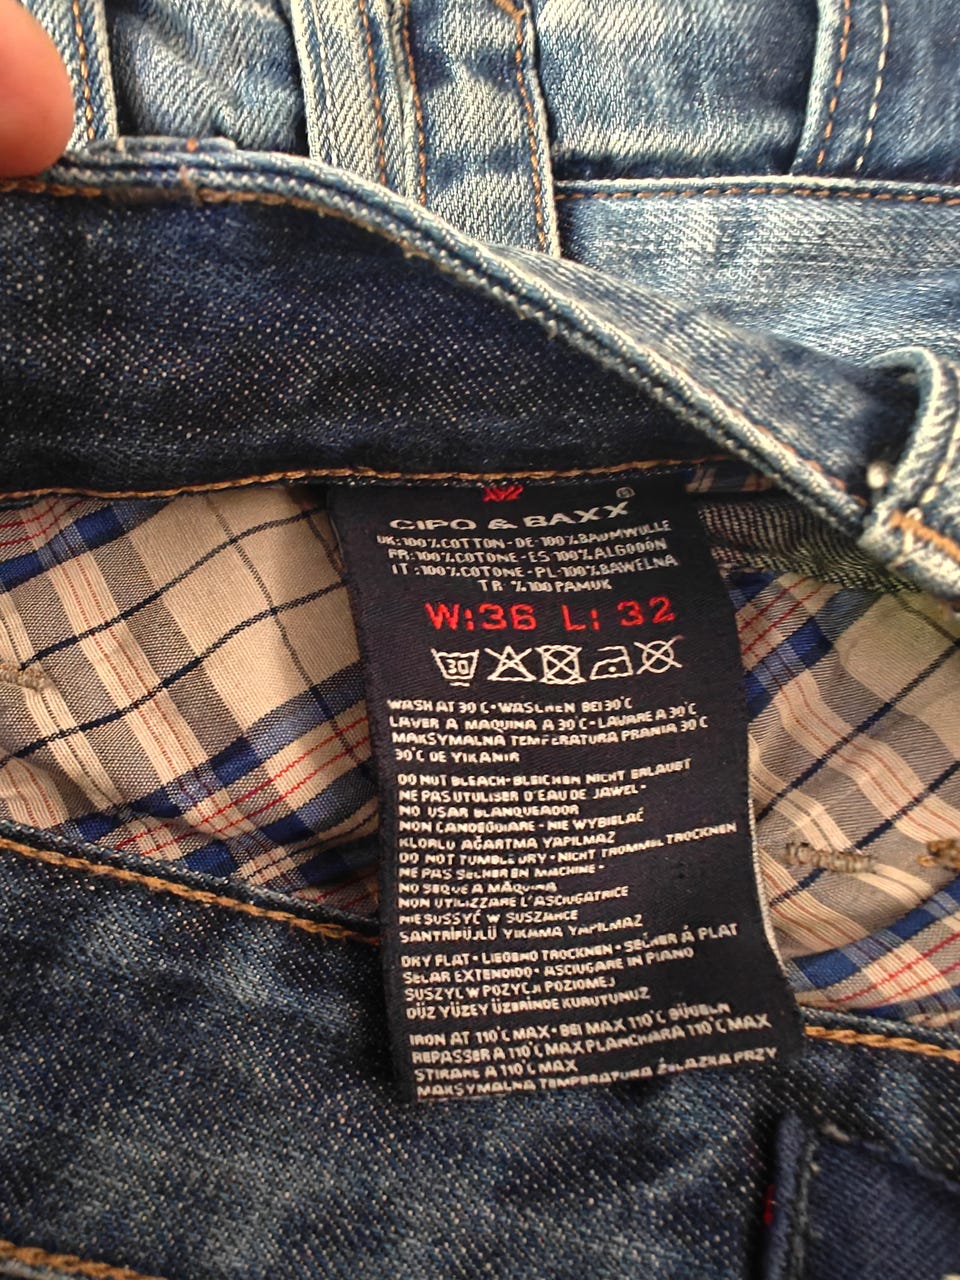 CIPO & BAXX ®
UK:100%COTTON-DE-100%BAUMWOLLE
FR:100%COTONE-ES 100%ALGODÓN
IT:100%COTONE-PL-100%BAWELNA
TR %100 PAMUK
W:36 L:32
30
WASH AT 30°C-WASCHEN BEI 30°C
LAVER A MAQUINA A 30°C-LAVARE A 30°C
MAKSYMALNA TEMPERATURA PRANIA 30°C
30°C DE YIKANIR
DO NOT BLEACH-BLEICHEN NICHT ERLAUBT
NE PAS UTULISER D'EAU DE JAWEL-
NO USAR BLANQUEADOR
NON CANDEGGIARE-NIE WYBIELAĆ
KLORLU AĞARTMA YAPILMAZ
DO NOT TUMBLE DRY-NICHT TROMMEL TROCKNEN
NE PAS SECHER EN MACHINE-
NO SEQUE A MÁQUINA
NON UTILIZZARE L'ASCIUGATRICE
NIE SUSSYĆ W SUSZARCE
SANTRİFÜJLÜ YIKAMA YAPILMAZ
DRY FLAT-LIEGEND TROCKNEN-SECHER Á PLAT
SELAR EXTENDIDO-ASCIUGARE IN PIANO
SUSZYC W POZYCJI POZIOMEJ
DÜZ YÜZEY ÜZERİNDE KURUTUNUZ
IRON AT 110°C MAX-BEI MAX 110°C BÜGELN
REPASSER A 110°C MAX PLANCHARA 110°C MAX
STIRARE A 110°C MAX
MAKSYMALNA TEMPERATURA ŻELAZKA PRZY